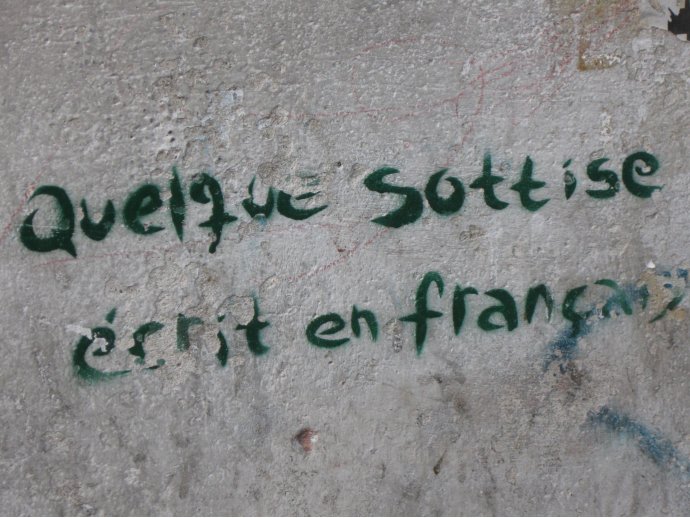 Quelque sottise
écrit en français